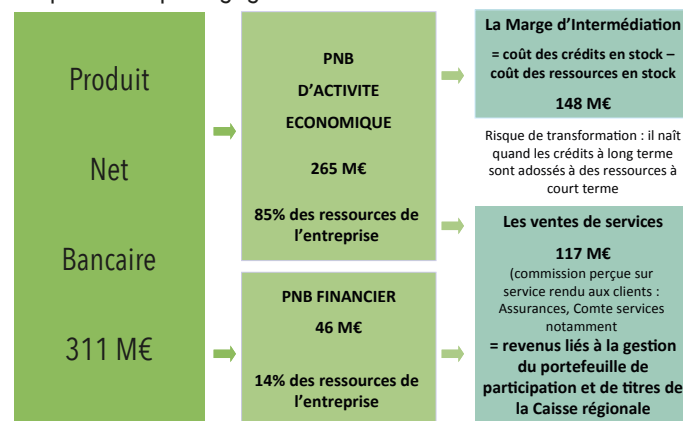 Produit
Net
Bancaire
311 M€
PNB
D’ACTIVITE
ECONOMIQUE
265 M€
85% des ressources de
l’entreprise
PNB FINANCIER
46 M€
14% des ressources de
l’entreprise
La Marge d’Intermédiation
= coût des crédits en stock –
coût des ressources en stock
148 M€
Risque de transformation : il naît
quand les crédits à long terme
sont adossés à des ressources à
court terme
Les ventes de services
117 M€
(commission perçue sur
service rendu aux clients :
Assurances, Comte services
notamment
= revenus liés à la gestion
du portefeuille de
participation et de titres de
la Caisse régionale